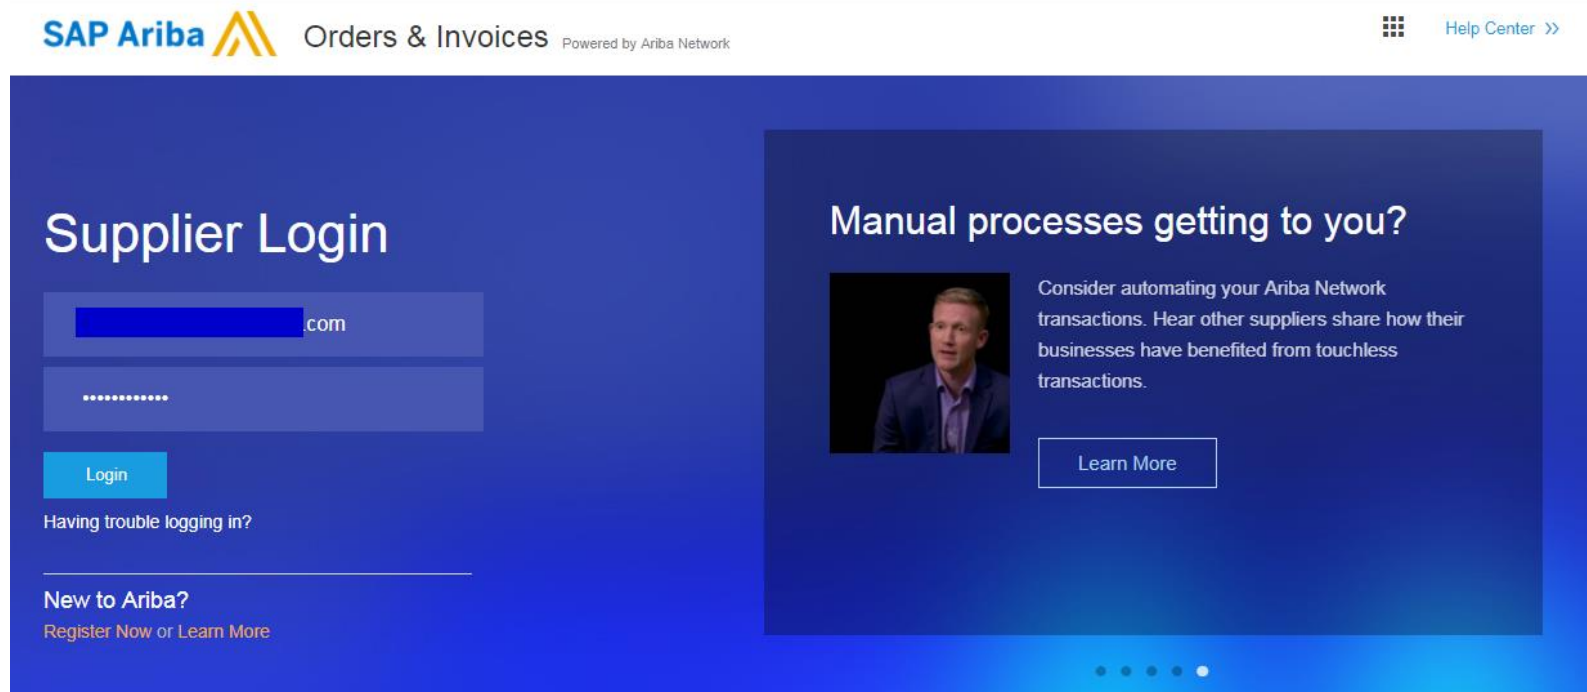 SAP Ariba Orders & Invoices Powered by Ariba Network
Help Center »
Supplier Login
.com
••••••••••••
Login
Having trouble logging in?
New to Ariba?
Register Now or Learn More
Manual processes getting to you?
Consider automating your Ariba Network
transactions. Hear other suppliers share how their
businesses have benefited from touchless
transactions.
Learn More